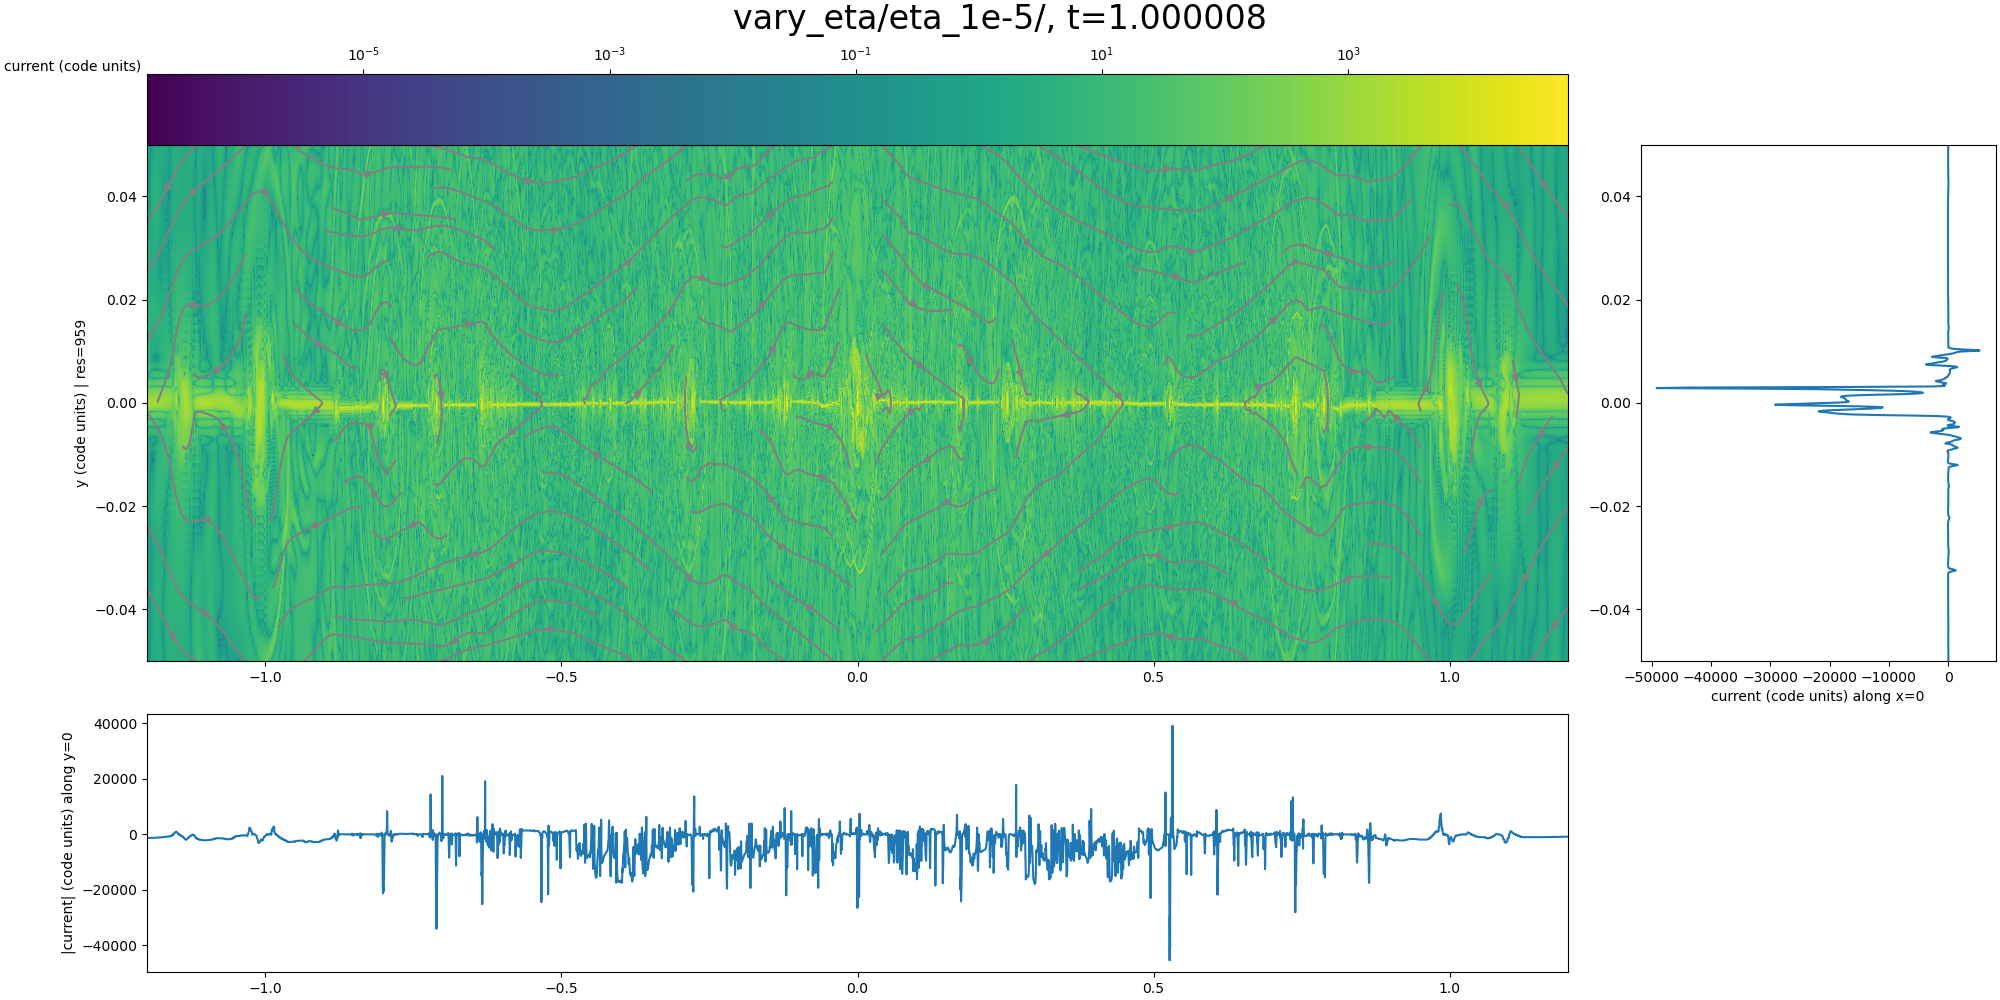 vary_eta/eta_1e-5/, t=1.000008
current (code units)
10⁻⁵ 10⁻³ 10⁻¹ 10¹ 10³
y (code units) | res=959
0.04
0.02
0.00
−0.02
−0.04
−1.0 −0.5 0.0 0.5 1.0
0.04
0.02
0.00
−0.02
−0.04
−50000 −40000 −30000 −20000 −10000 0
current (code units) along x=0
|current| (code units) along y=0
40000
20000
0
−20000
−40000
−1.0 −0.5 0.0 0.5 1.0